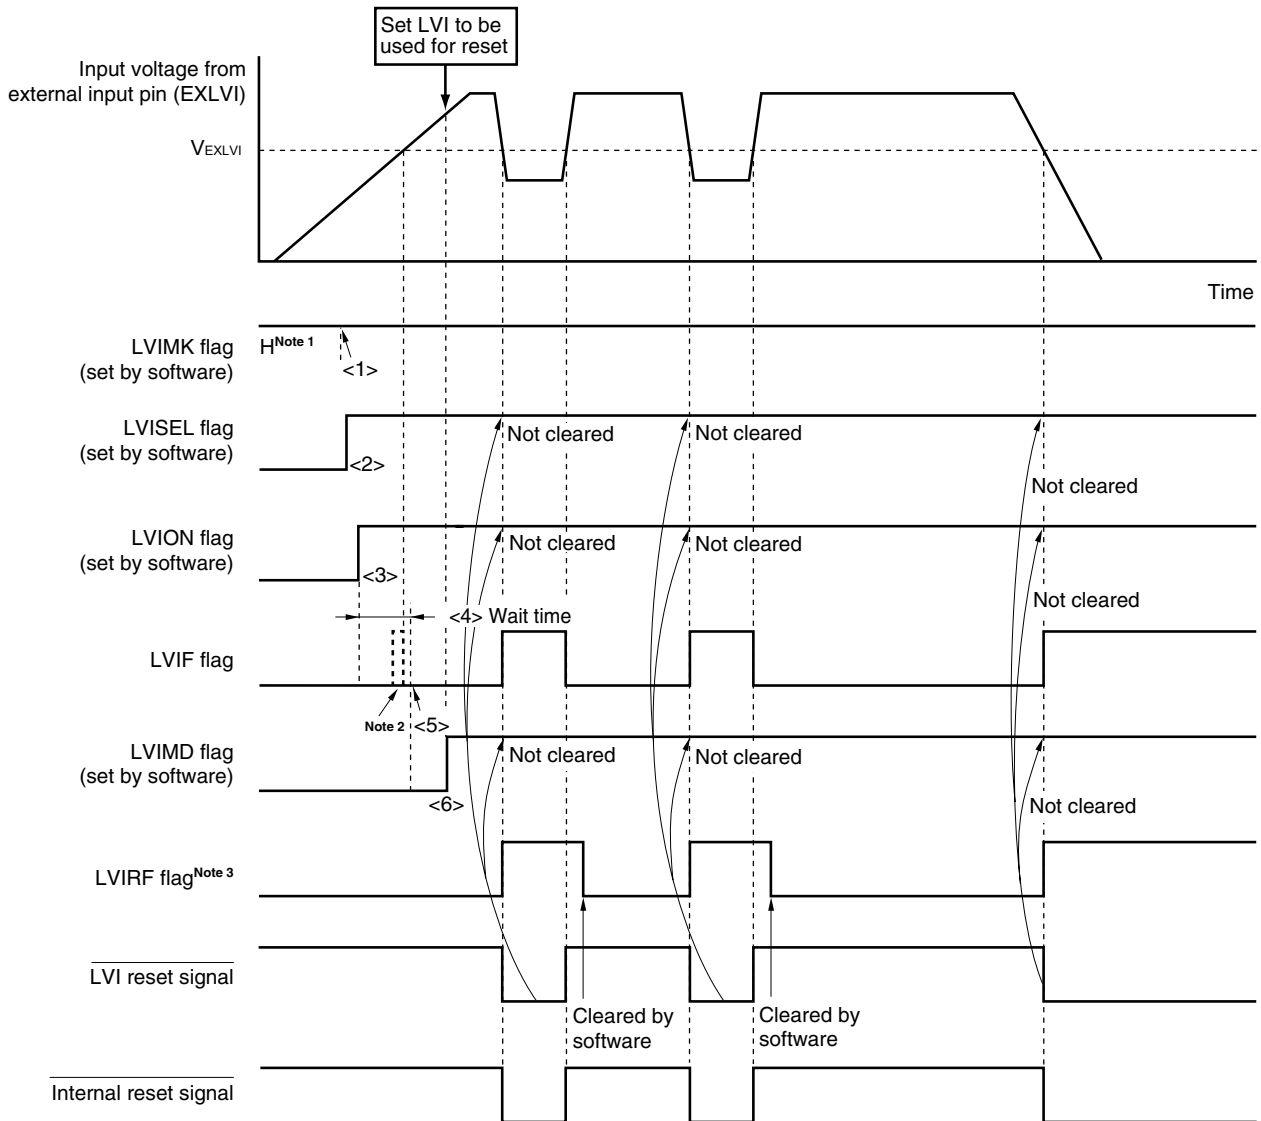 Set LVI to be
used for reset
Input voltage from
external input pin (EXLVI)
VEXLVI
Time
LVIMK flag
(set by software)
HNote 1
<1>
LVISEL flag
(set by software)
<2>
Not cleared
Not cleared
Not cleared
LVION flag
(set by software)
<3>
Not cleared
Not cleared
Not cleared
<4> Wait time
LVIF flag
Note 2
<5>
LVIMD flag
(set by software)
<6>
Not cleared
Not cleared
Not cleared
LVIRF flagNote 3
LVI reset signal
Cleared by
software
Cleared by
software
Internal reset signal